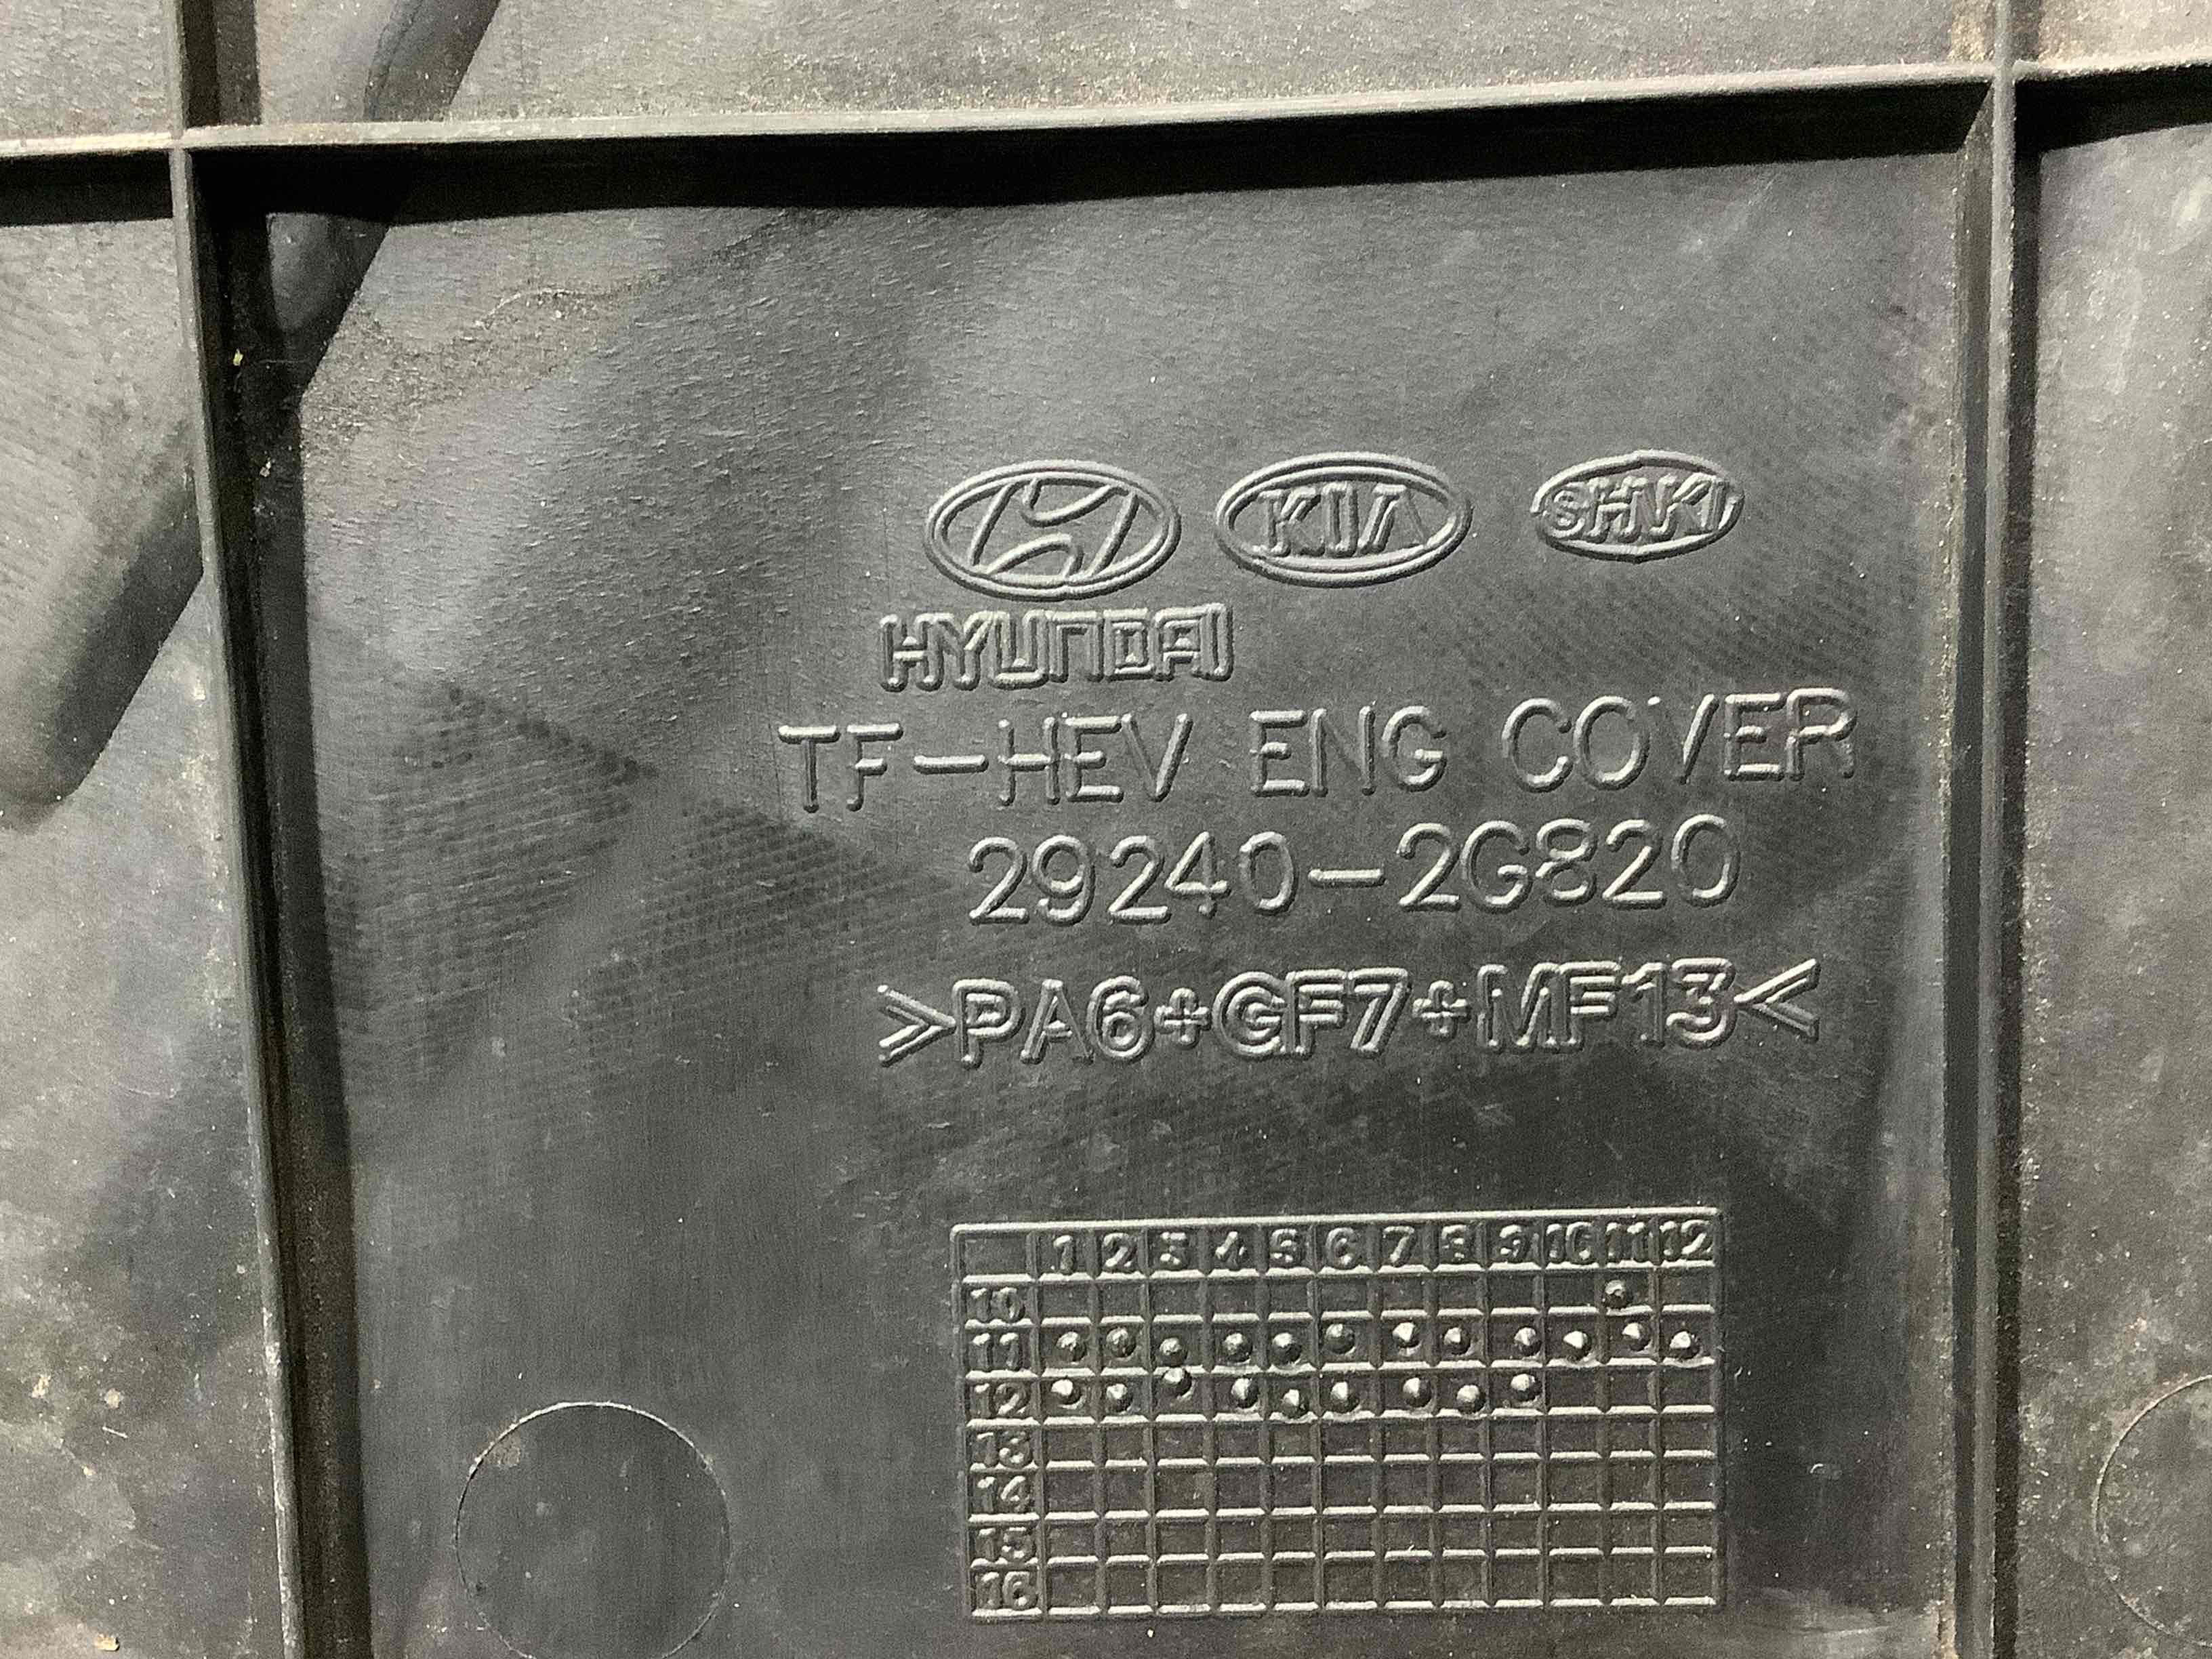 KIA SHNKI
HYUNDAI
TF-HEV ENG COVER
29240-2G820
>PA6+GF7+MF13<
1 2 3 4 5 6 7 8 9 10 11 12
10
11
12
13
14
15
16